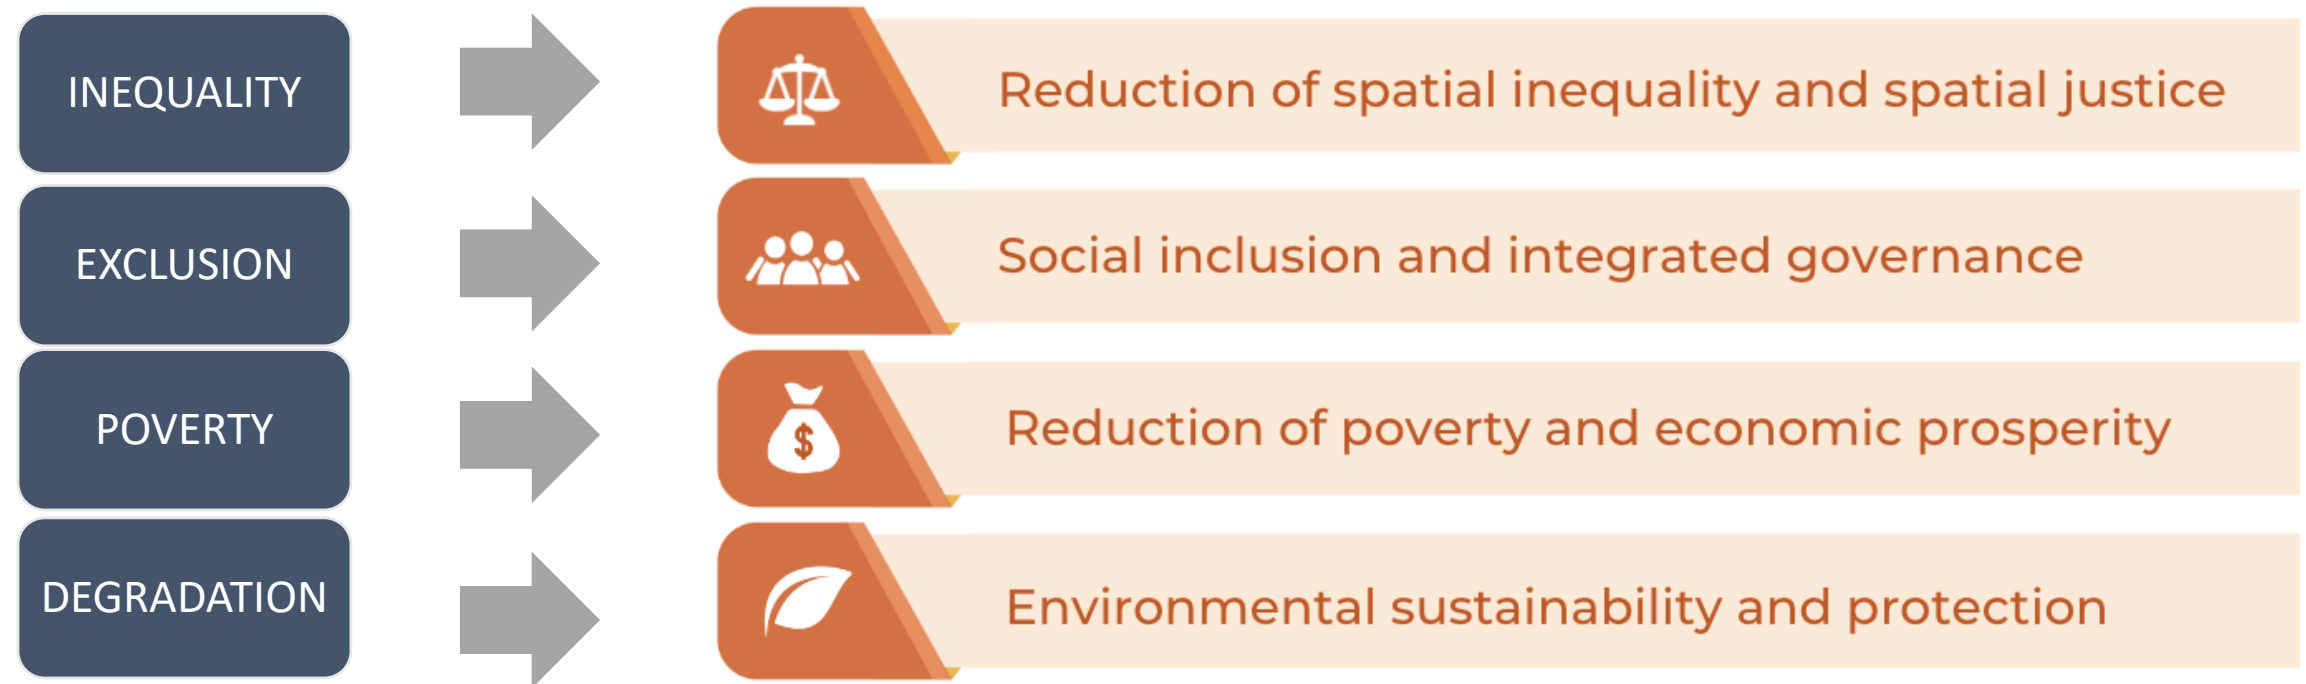 INEQUALITY
Reduction of spatial inequality and spatial justice
EXCLUSION
Social inclusion and integrated governance
POVERTY
$
Reduction of poverty and economic prosperity
DEGRADATION
Environmental sustainability and protection